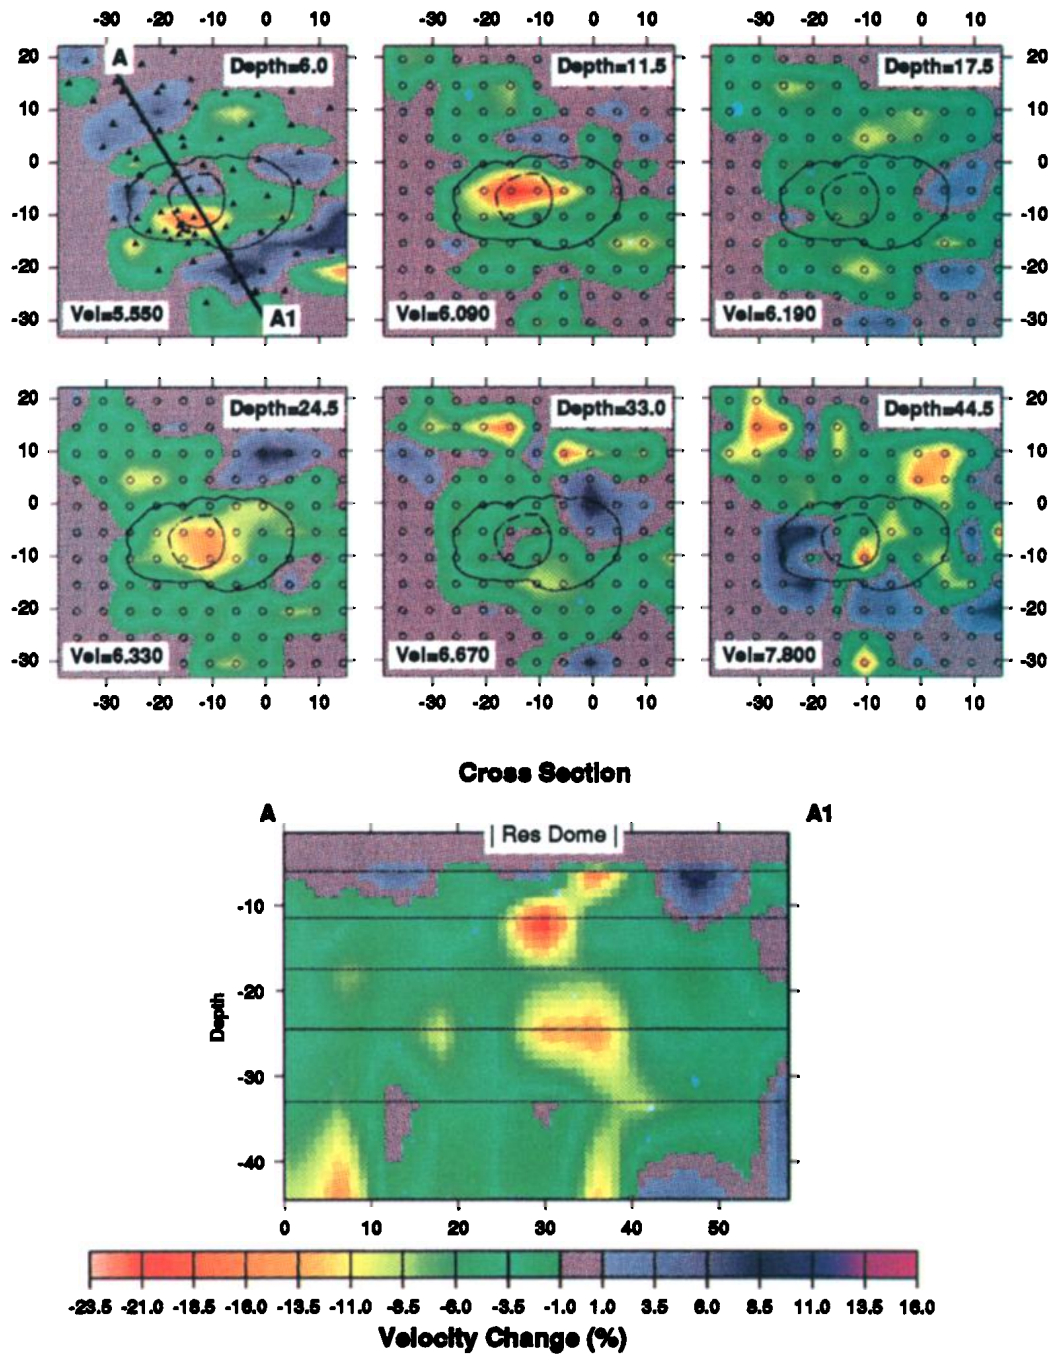 -30 -20 -10 0 10 -30 -20 -10 0 10 -30 -20 -10 0 10
20 A Depth=6.0 Depth=11.5 Depth=17.5 20
10 10
0 0
-10 -10
-20 -20
-30 Vel=5.550 A1 Vel=6.090 Vel=6.190 -30
20 Depth=24.5 Depth=33.0 Depth=44.5 20
10 10
0 0
-10 -10
-20 -20
-30 Vel=6.330 Vel=6.670 Vel=7.800 -30
-30 -20 -10 0 10 -30 -20 -10 0 10 -30 -20 -10 0 10
Cross Section
A A1
| Res Dome |
-10
-20
Depth
-30
-40
0 10 20 30 40 50
-23.5 -21.0 -18.5 -16.0 -13.5 -11.0 -8.5 -6.0 -3.5 -1.0 1.0 3.5 6.0 8.5 11.0 13.5 16.0
Velocity Change (%)